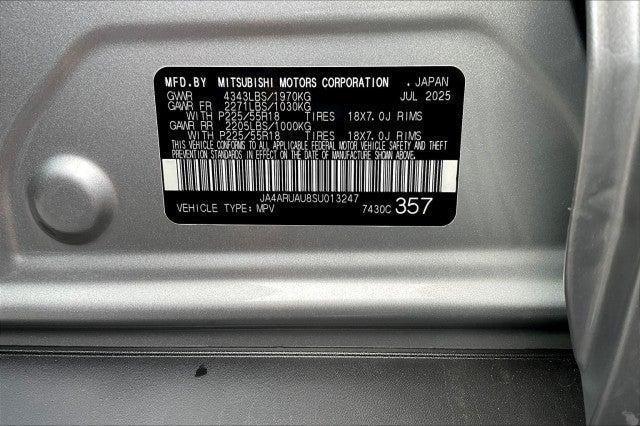 MFD.BY MITSUBISHI MOTORS CORPORATION . JAPAN
GVWR 4343LBS/1970KG JUL 2025
GAWR FR 2271LBS/1030KG
WITH P225/55R18 TIRES 18X7.0J RIMS
GAWR RR 2205LBS/1000KG
WITH P225/55R18 TIRES 18X7.0J RIMS
THIS VEHICLE CONFORMS TO ALL APPLICABLE FEDERAL MOTOR VEHICLE SAFETY AND THEFT
PREVENTION STANDARDS IN EFFECT ON THE DATE OF MANUFACTURE SHOWN ABOVE.
JA4ARUAU8SU013247
VEHICLE TYPE: MPV 7430C 357